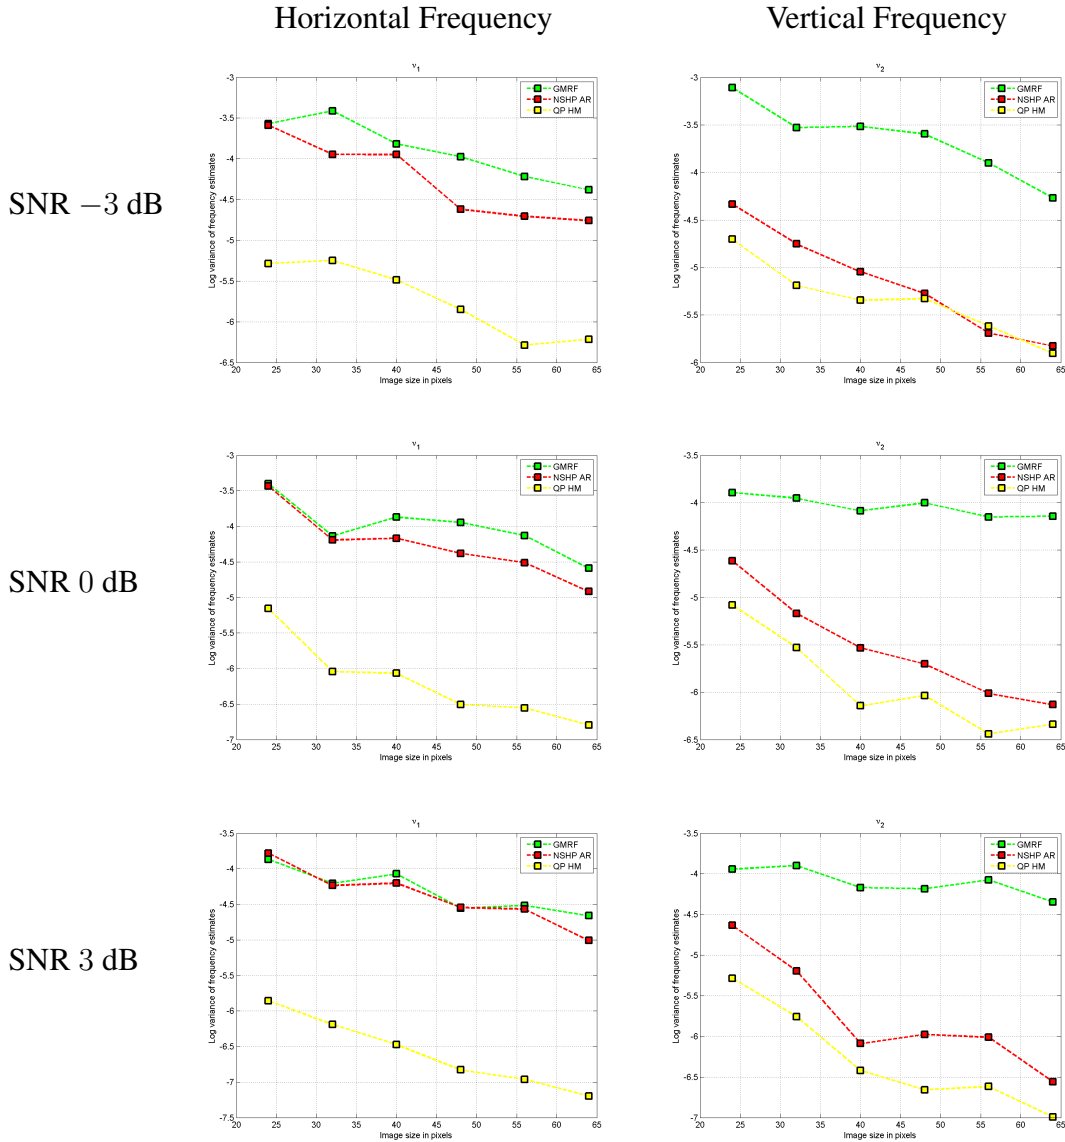 Horizontal Frequency
Vertical Frequency
SNR −3 dB
ν1
-3
-3.5
-4
-4.5
-5
-5.5
-6
-6.5
Log variance of frequency estimates
20 25 30 35 40 45 50 55 60 65
Image size in pixels
GMRF
NSHP AR
QP HM
ν2
-3
-3.5
-4
-4.5
-5
-5.5
-6
Log variance of frequency estimates
20 25 30 35 40 45 50 55 60 65
Image size in pixels
GMRF
NSHP AR
QP HM
SNR 0 dB
ν1
-3
-3.5
-4
-4.5
-5
-5.5
-6
-6.5
-7
Log variance of frequency estimates
20 25 30 35 40 45 50 55 60 65
Image size in pixels
GMRF
NSHP AR
QP HM
ν2
-3.5
-4
-4.5
-5
-5.5
-6
-6.5
Log variance of frequency estimates
20 25 30 35 40 45 50 55 60 65
Image size in pixels
GMRF
NSHP AR
QP HM
SNR 3 dB
ν1
-3.5
-4
-4.5
-5
-5.5
-6
-6.5
-7
-7.5
Log variance of frequency estimates
20 25 30 35 40 45 50 55 60 65
Image size in pixels
GMRF
NSHP AR
QP HM
ν2
-3.5
-4
-4.5
-5
-5.5
-6
-6.5
-7
Log variance of frequency estimates
20 25 30 35 40 45 50 55 60 65
Image size in pixels
GMRF
NSHP AR
QP HM